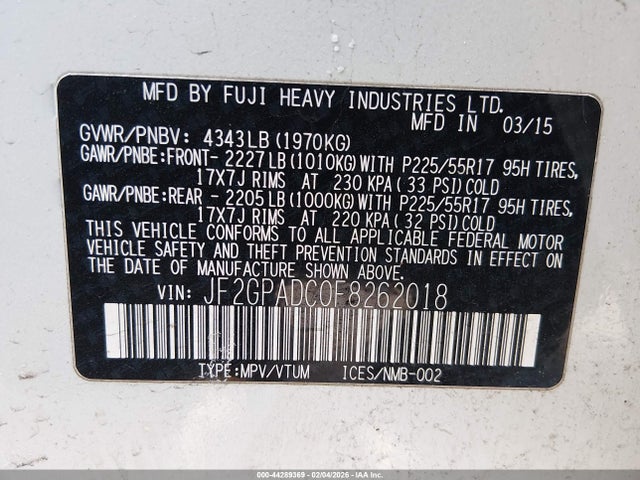 MFD BY FUJI HEAVY INDUSTRIES LTD.
MFD IN 03/15
GVWR/PNBV: 4343LB(1970KG)
GAWR/PNBE:FRONT- 2227LB(1010KG)WITH P225/55R17 95H TIRES,
17X7J RIMS AT 230 KPA( 33 PSI)COLD
GAWR/PNBE:REAR - 2205LB(1000KG)WITH P225/55R17 95H TIRES,
17X7J RIMS AT 220 KPA( 32 PSI)COLD
THIS VEHICLE CONFORMS TO ALL APPLICABLE FEDERAL MOTOR
VEHICLE SAFETY AND THEFT PREVENTION STANDARDS IN EFFECT
ON THE DATE OF MANUFACTURE SHOWN ABOVE.
VIN: JF2GPADC0F8262018
TYPE:MPV/VTUM ICES/NMB-002
000-44289369 - 02/04/2026 - IAA Inc.